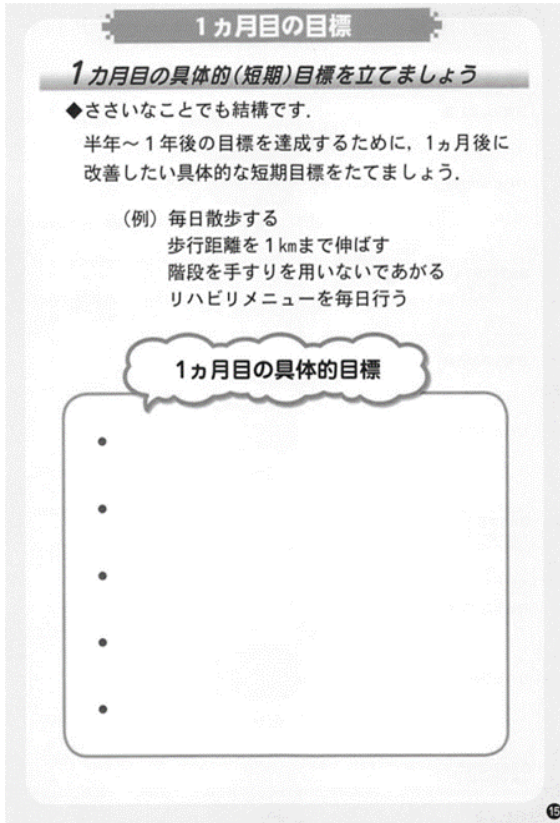 1ヵ月目の目標
1カ月目の具体的(短期)目標を立てましょう
◆ささいなことでも結構です.
半年〜1年後の目標を達成するために，1ヵ月後に
改善したい具体的な短期目標をたてましょう.
（例）毎日散歩する
歩行距離を1㎞まで伸ばす
階段を手すりを用いないであがる
リハビリメニューを毎日行う
1ヵ月目の具体的目標
•
•
•
•
•
15